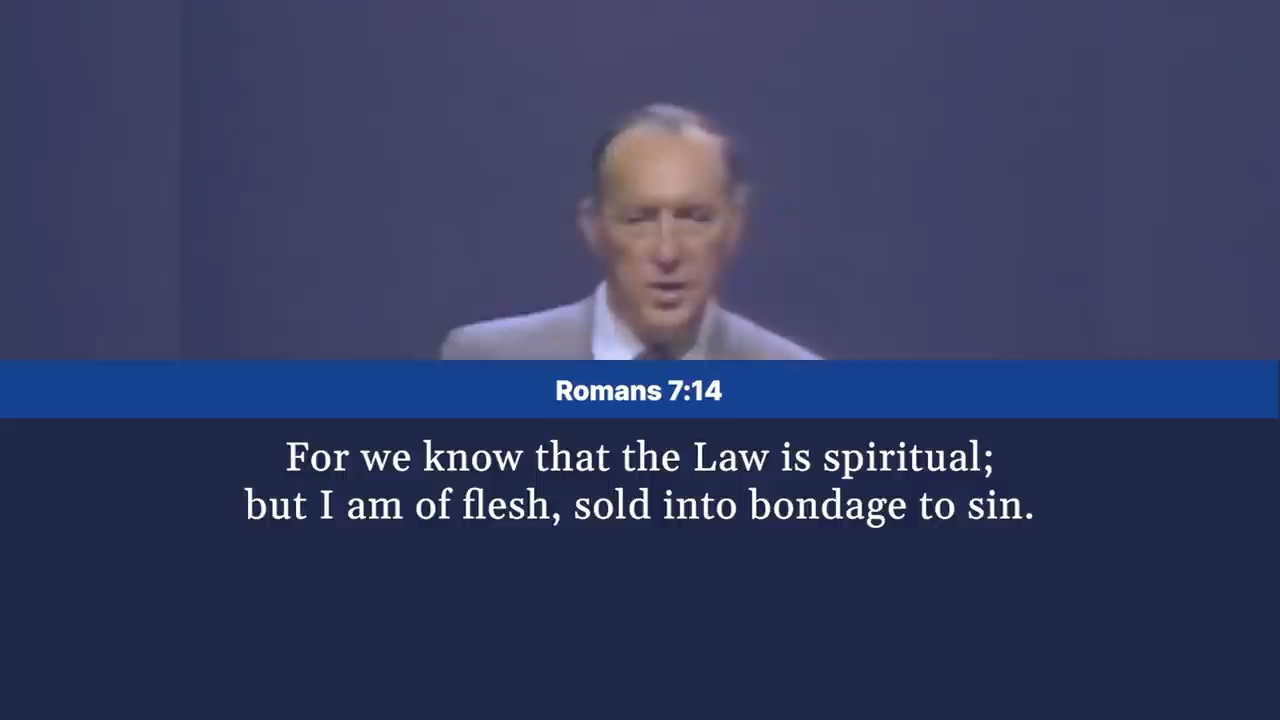 Romans 7:14
For we know that the Law is spiritual;
but I am of flesh, sold into bondage to sin.